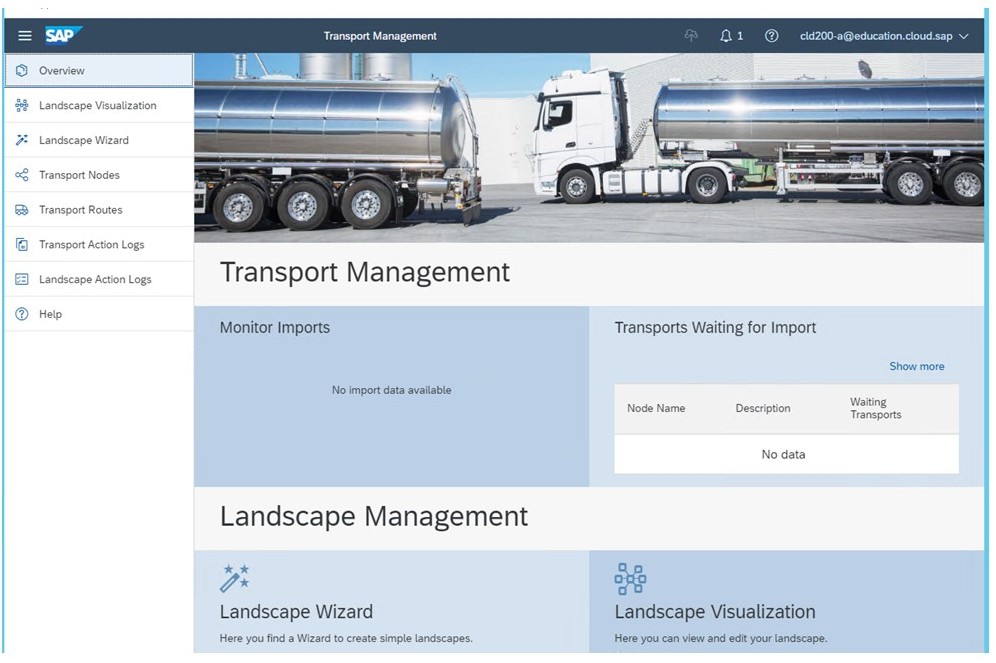 SAP
Transport Management
1
cld200-a@education.cloud.sap
Overview
Landscape Visualization
Landscape Wizard
Transport Nodes
Transport Routes
Transport Action Logs
Landscape Action Logs
Help
Transport Management
Monitor Imports
No import data available
Transports Waiting for Import
Show more
Node Name
Description
Waiting
Transports
No data
Landscape Management
Landscape Wizard
Here you find a Wizard to create simple landscapes.
Landscape Visualization
Here you can view and edit your landscape.